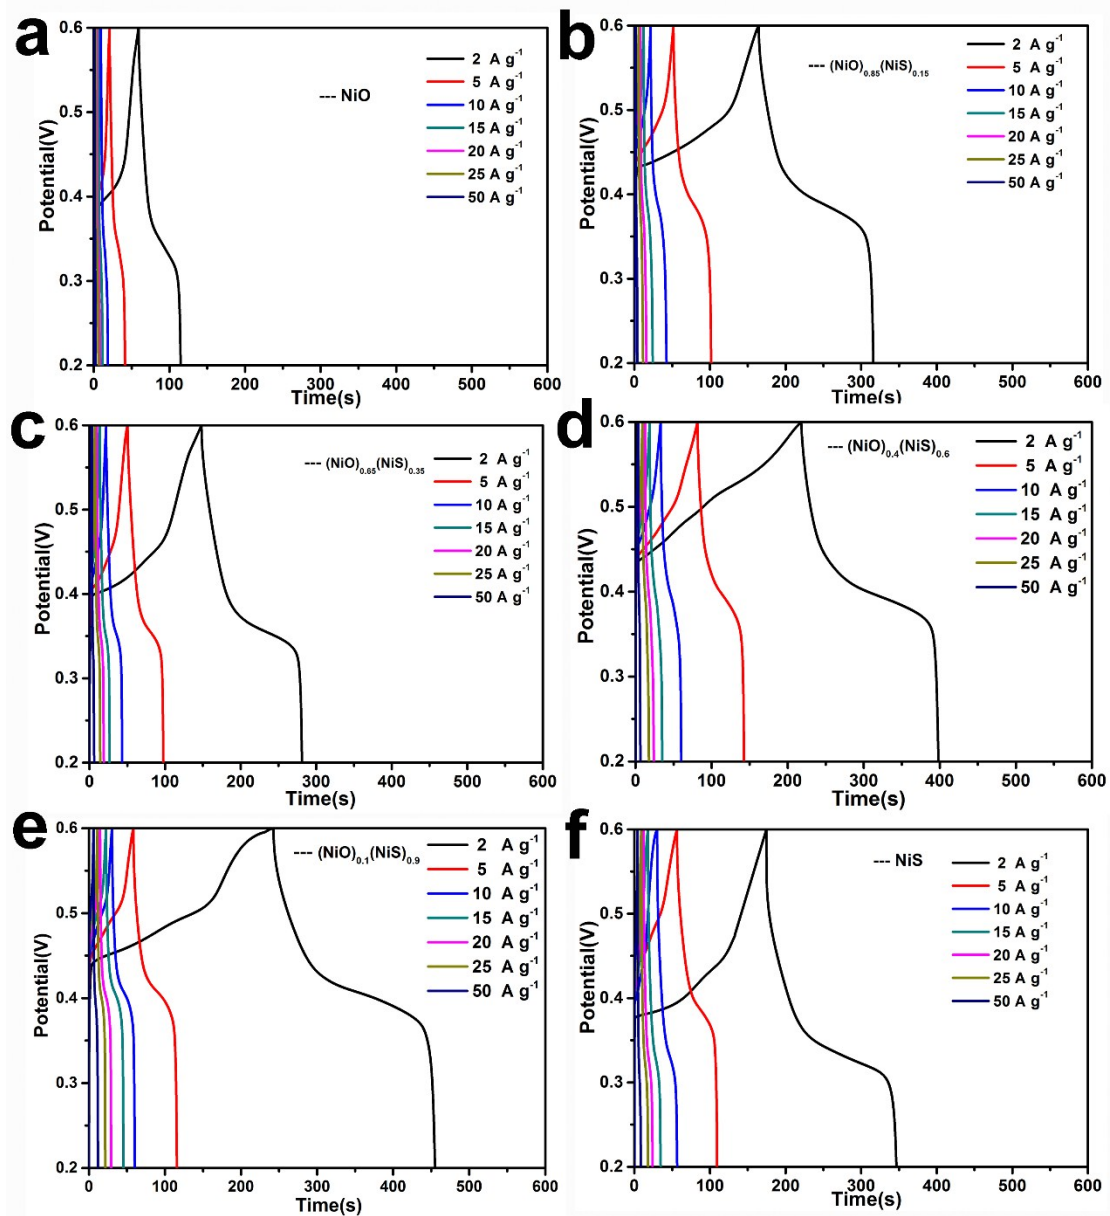 a
--- NiO
2 A g⁻¹
5 A g⁻¹
10 A g⁻¹
15 A g⁻¹
20 A g⁻¹
25 A g⁻¹
50 A g⁻¹
0.6
0.5
0.4
0.3
0.2
Potential(V)
0 100 200 300 400 500 600
Time(s)
b
--- (NiO)0.85(NiS)0.15
2 A g⁻¹
5 A g⁻¹
10 A g⁻¹
15 A g⁻¹
20 A g⁻¹
25 A g⁻¹
50 A g⁻¹
0.6
0.5
0.4
0.3
0.2
Potential(V)
0 100 200 300 400 500 600
Time(s)
c
--- (NiO)0.65(NiS)0.35
2 A g⁻¹
5 A g⁻¹
10 A g⁻¹
15 A g⁻¹
20 A g⁻¹
25 A g⁻¹
50 A g⁻¹
0.6
0.5
0.4
0.3
0.2
Potential(V)
0 100 200 300 400 500 600
Time(s)
d
--- (NiO)0.4(NiS)0.6
2 A g⁻¹
5 A g⁻¹
10 A g⁻¹
15 A g⁻¹
20 A g⁻¹
25 A g⁻¹
50 A g⁻¹
0.6
0.5
0.4
0.3
0.2
Potential(V)
0 100 200 300 400 500 600
Time(s)
e
--- (NiO)0.1(NiS)0.9
2 A g⁻¹
5 A g⁻¹
10 A g⁻¹
15 A g⁻¹
20 A g⁻¹
25 A g⁻¹
50 A g⁻¹
0.6
0.5
0.4
0.3
0.2
Potential(V)
0 100 200 300 400 500 600
Time(s)
f
--- NiS
2 A g⁻¹
5 A g⁻¹
10 A g⁻¹
15 A g⁻¹
20 A g⁻¹
25 A g⁻¹
50 A g⁻¹
0.6
0.5
0.4
0.3
0.2
Potential(V)
0 100 200 300 400 500 600
Time(s)